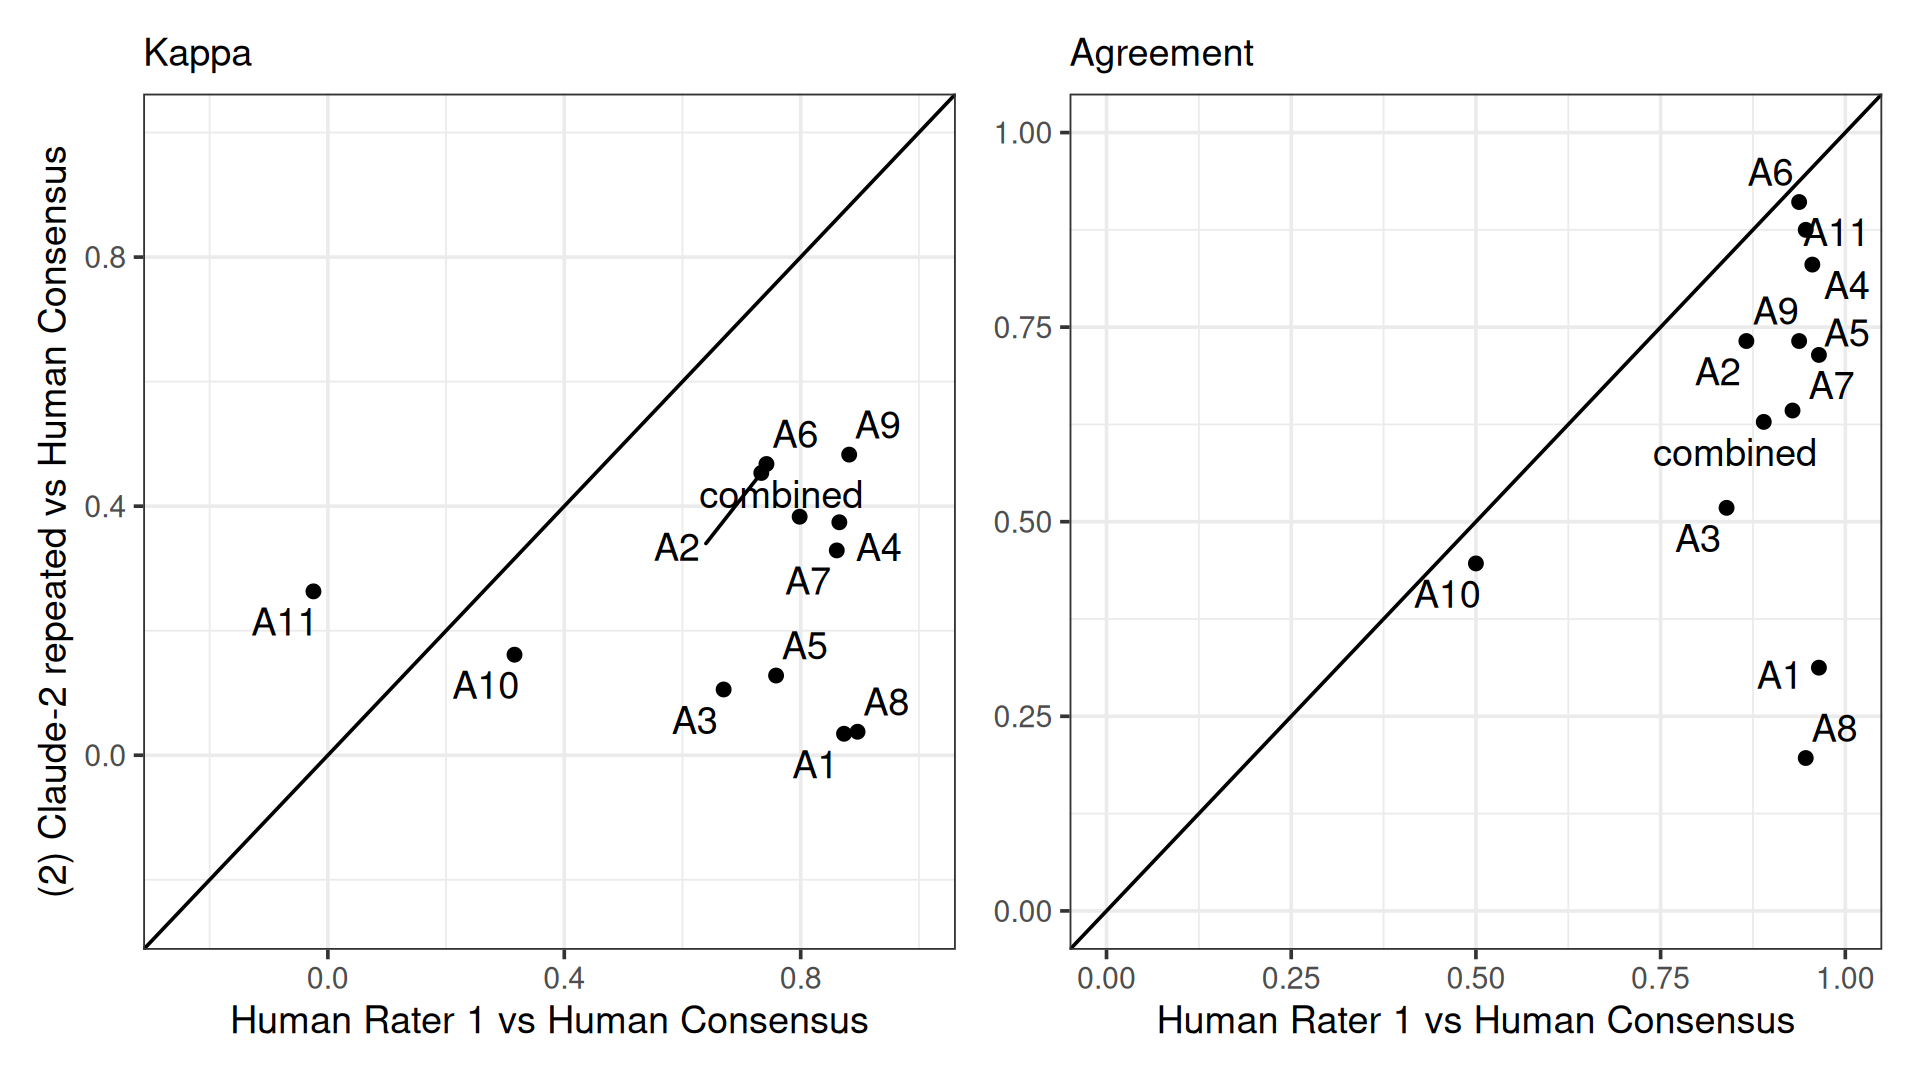 Kappa
(2) Claude-2 repeated vs Human Consensus
0.8
0.4
0.0
A6
A9
combined
A2
A4
A7
A11
A5
A10
A3
A8
A1
0.0
0.4
0.8
Human Rater 1 vs Human Consensus
Agreement
1.00
0.75
0.50
0.25
0.00
A6
A11
A4
A9
A5
A2
A7
combined
A3
A10
A1
A8
0.00
0.25
0.50
0.75
1.00
Human Rater 1 vs Human Consensus